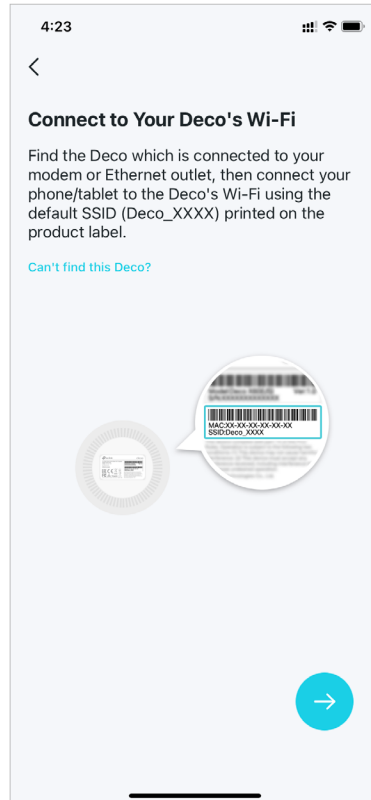 4:23
Connect to Your Deco's Wi-Fi
Find the Deco which is connected to your
modem or Ethernet outlet, then connect your
phone/tablet to the Deco's Wi-Fi using the
default SSID (Deco_XXXX) printed on the
product label.
Can't find this Deco?
MAC:XX-XX-XX-XX-XX-XX
SSID:Deco_XXXX